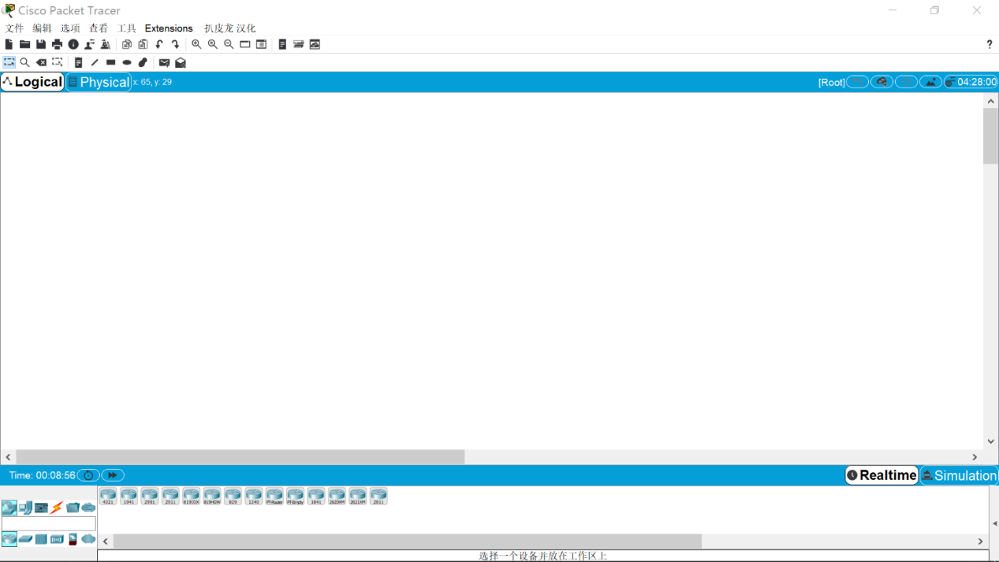 Cisco Packet Tracer
文件 编辑 选项 查看 工具 Extensions 扒皮龙 汉化
?
Logical Physical x: 65, y: 29 [Root] 04:28:00
Time: 00:08:56 Realtime Simulation
4321 1941 2901 2911 819IOX 819HGW 829 1240 PT-Router PT-Empty 1841 2620XM 2621XM 2811
选择一个设备并放在工作区上